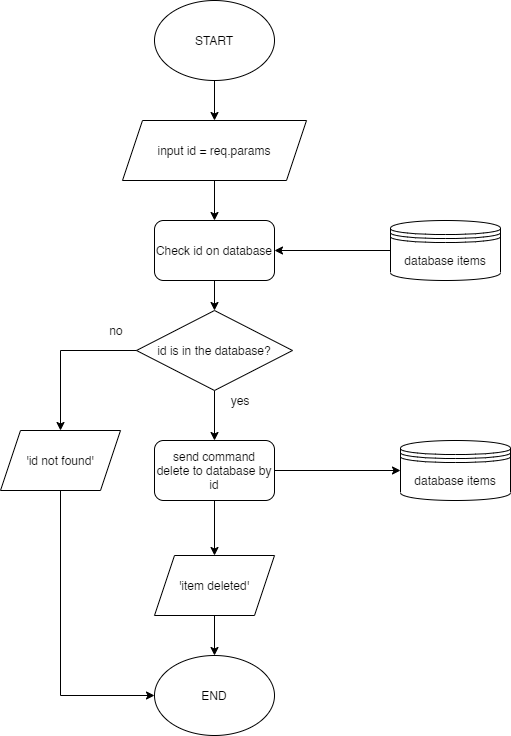 START
input id = req.params
Check id on database
database items
no
id is in the database?
yes
'id not found'
send command
delete to database by
id
database items
'item deleted'
END